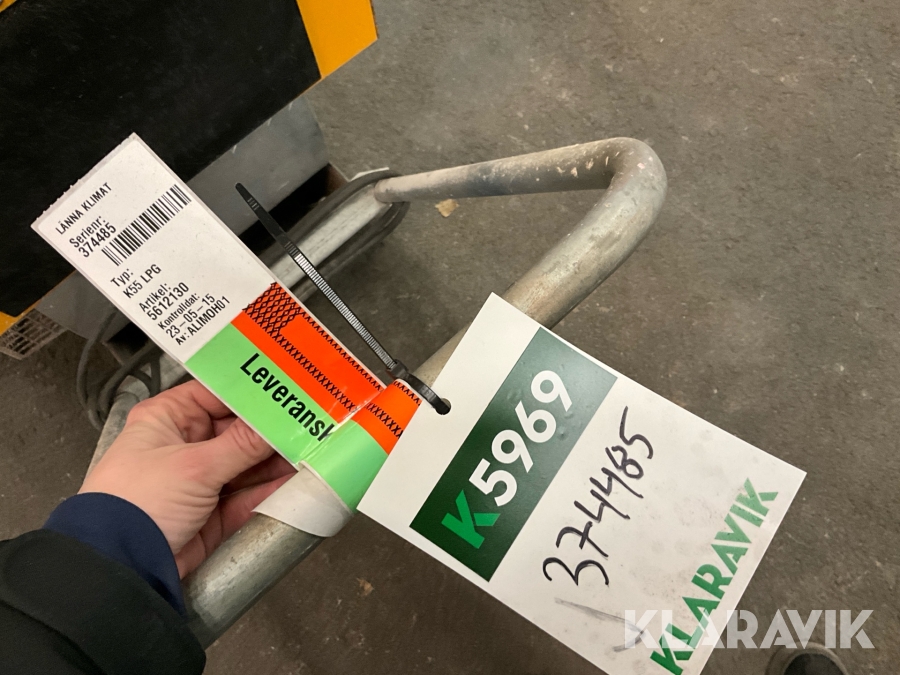 LÄNNA KLIMAT
Serienr:
374485
Typ:
K55 LPG
Artikel:
5612130
Kontrolldat:
23-05-15
Av: ALIMOH01
Leveransk
K5969
374485
KLARAVIK
KLARAVIK